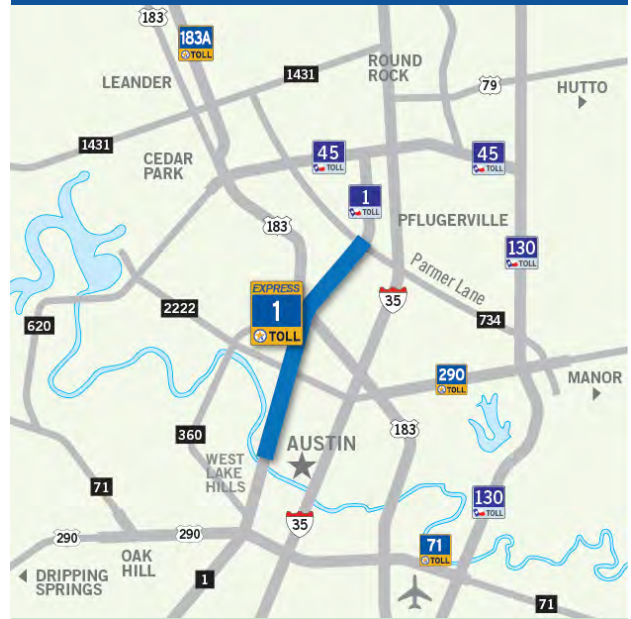 183
183A
TOLL
LEANDER
ROUND
ROCK
1431
79
HUTTO
1431
CEDAR
PARK
45
TOLL
45
TOLL
1
TOLL
183
PFLUGERVILLE
130
TOLL
Parmer Lane
EXPRESS
1
TOLL
35
620
2222
734
290
TOLL
MANOR
360
183
AUSTIN
WEST
LAKE
HILLS
71
130
TOLL
290
290
35
OAK
HILL
71
TOLL
DRIPPING
SPRINGS
1
71